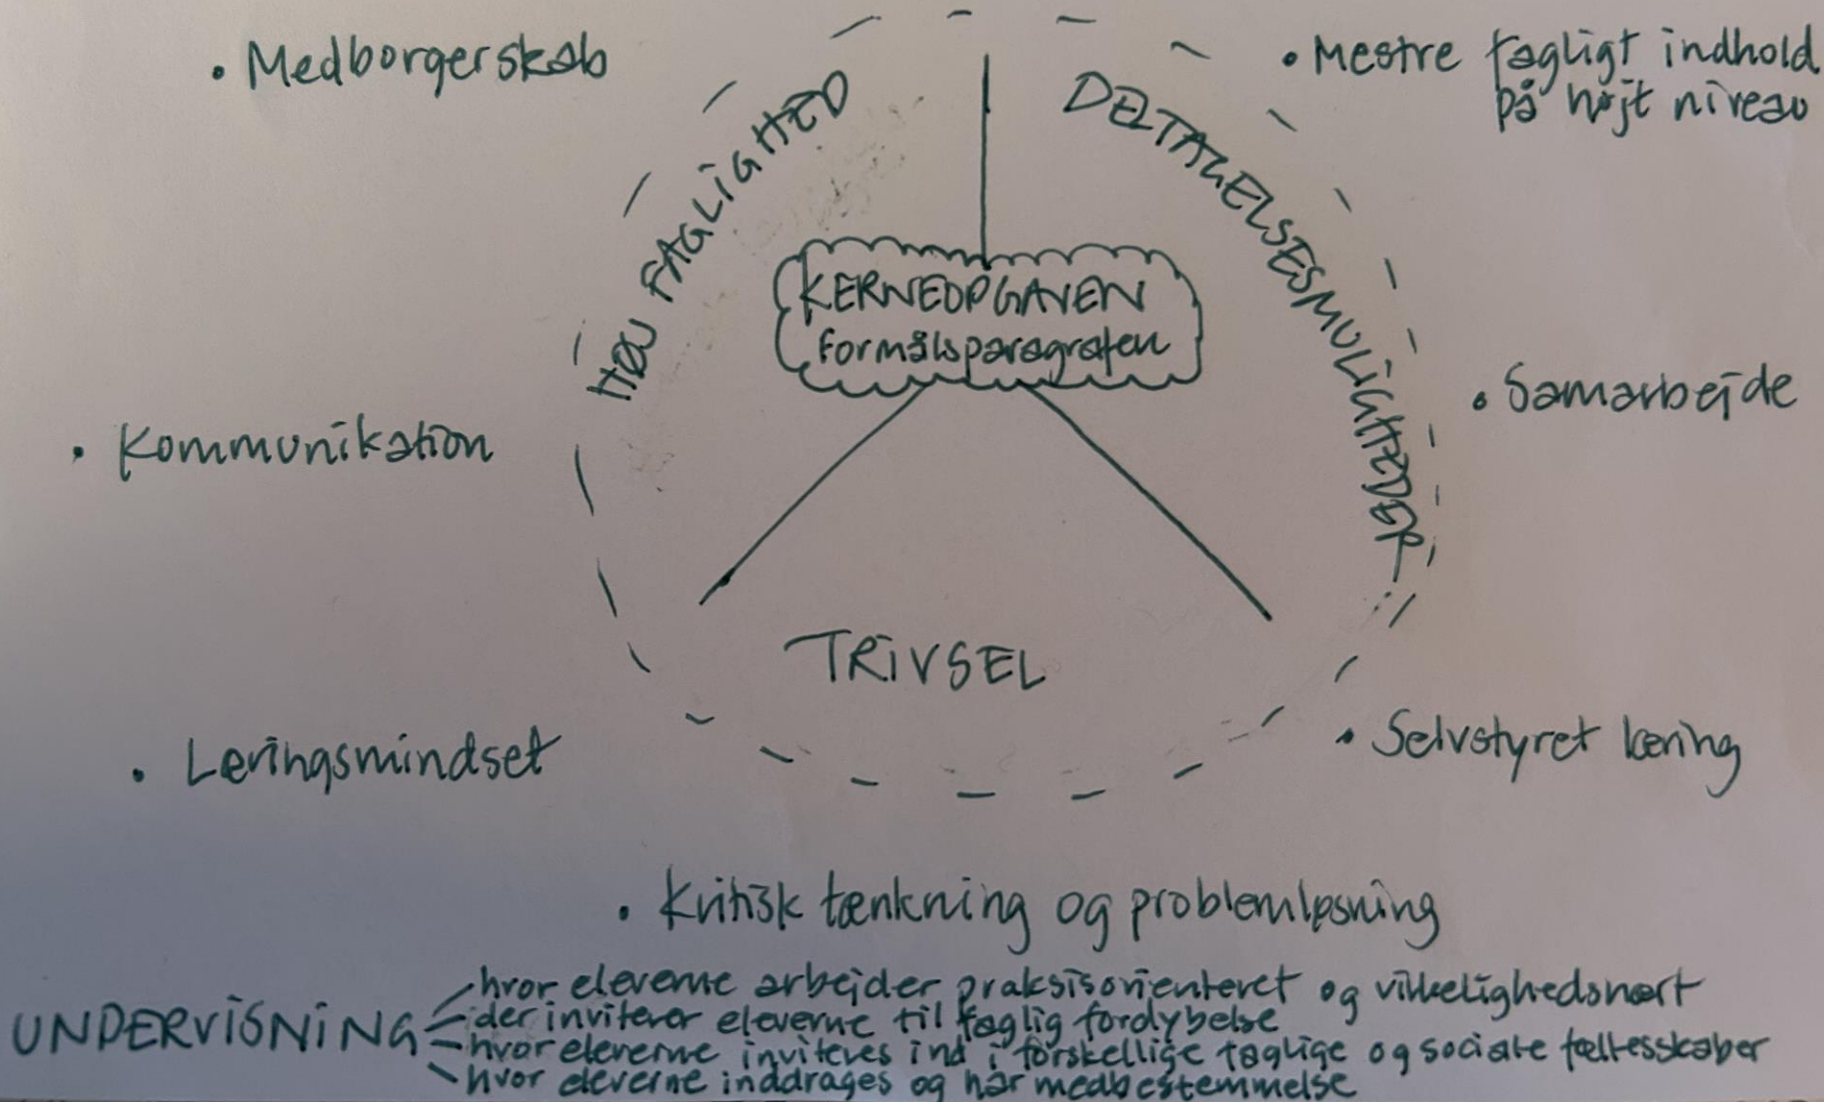 • Medborgerskab
• Mestre fagligt indhold
på højt niveau
HØJ FAGLIGHED
DELTAGELSESMULIGHEDER
KERNEOPGAVEN
formålsparagrafen
• Samarbejde
• Kommunikation
TRIVSEL
• Selvstyret læring
• Læringsmindset
• Kritisk tænkning og problemløsning
UNDERVISNING
hvor eleverne arbejder praksisorienteret og virkelighedsnært
der inviterer eleverne til faglig fordybelse
hvor eleverne inviteres ind i forskellige faglige og sociale fællesskaber
hvor eleverne inddrages og har medbestemmelse